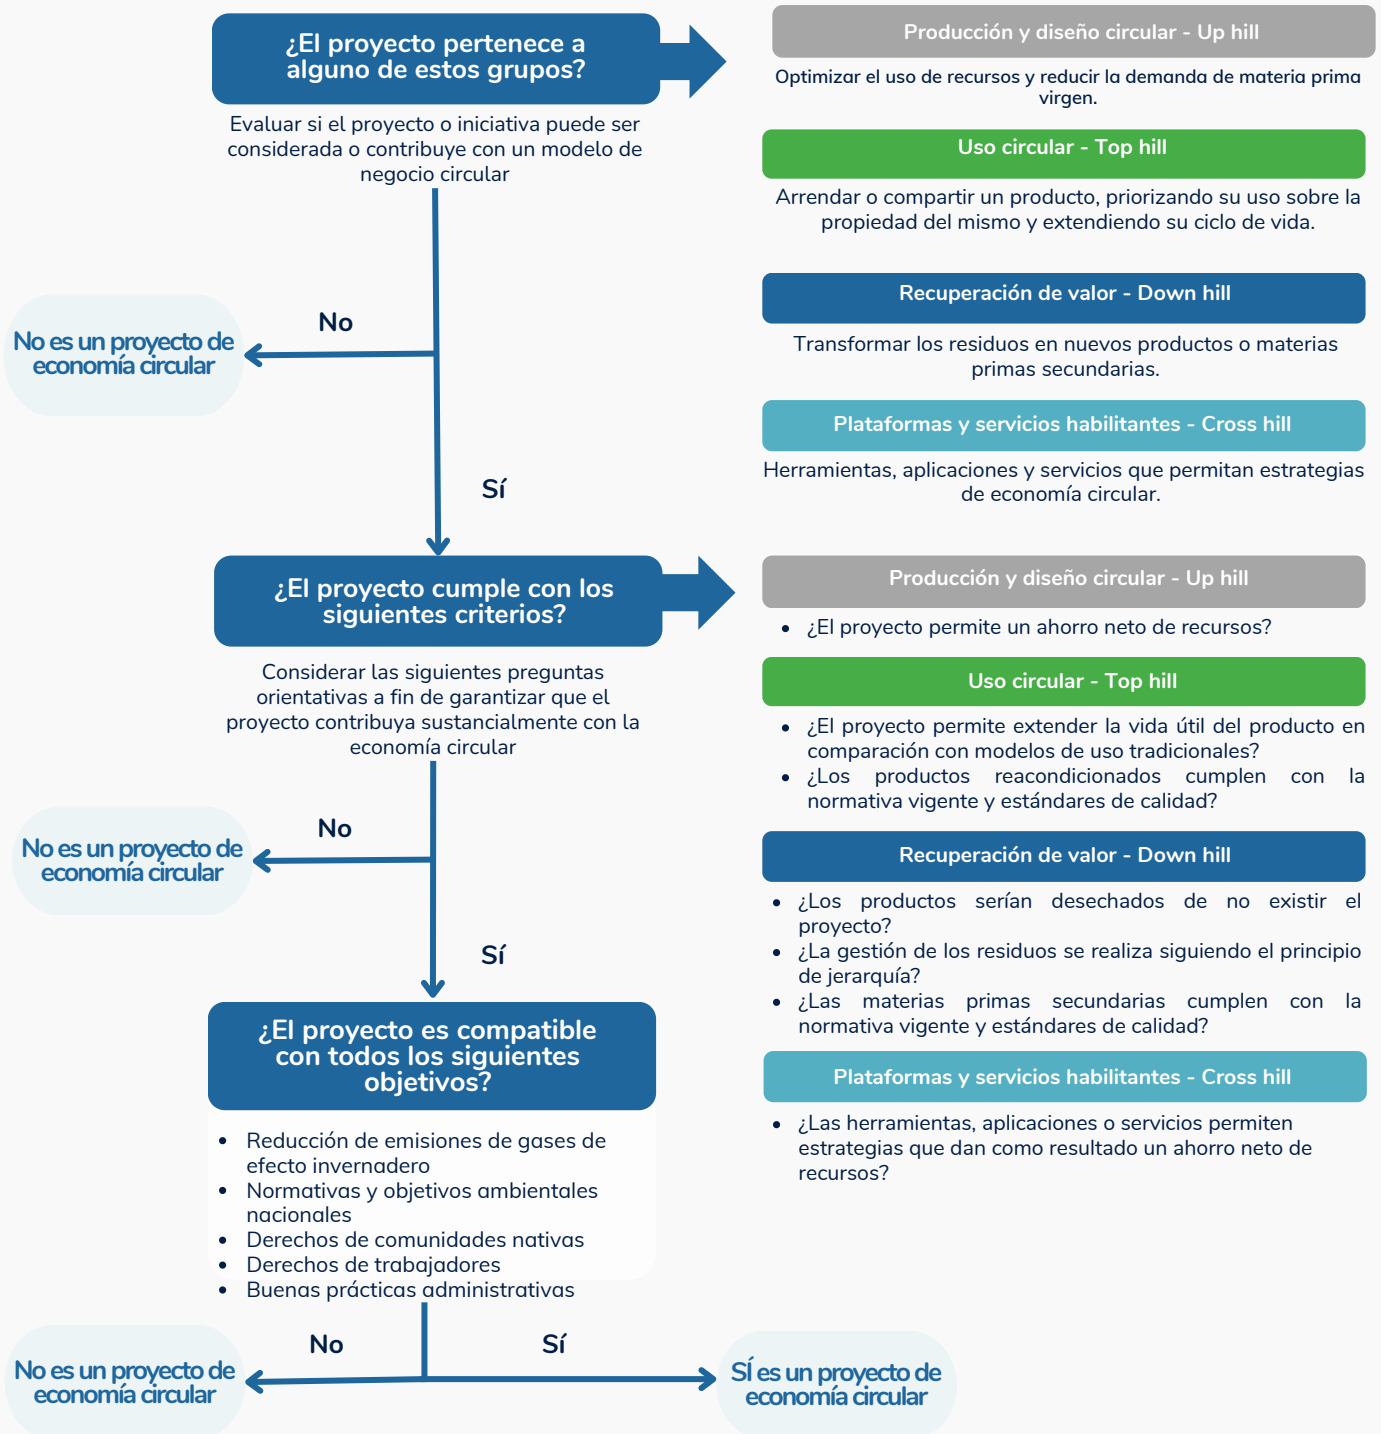 ¿El proyecto pertenece a
alguno de estos grupos?
Evaluar si el proyecto o iniciativa puede ser
considerada o contribuye con un modelo de
negocio circular
Producción y diseño circular - Up hill
Optimizar el uso de recursos y reducir la demanda de materia prima
virgen.
Uso circular - Top hill
Arrendar o compartir un producto, priorizando su uso sobre la
propiedad del mismo y extendiendo su ciclo de vida.
Recuperación de valor - Down hill
Transformar los residuos en nuevos productos o materias
primas secundarias.
Plataformas y servicios habilitantes - Cross hill
Herramientas, aplicaciones y servicios que permitan estrategias
de economía circular.
No
No es un proyecto de
economía circular
Sí
¿El proyecto cumple con los
siguientes criterios?
Considerar las siguientes preguntas
orientativas a fin de garantizar que el
proyecto contribuya sustancialmente con la
economía circular
Producción y diseño circular - Up hill
• ¿El proyecto permite un ahorro neto de recursos?
Uso circular - Top hill
• ¿El proyecto permite extender la vida útil del producto en
comparación con modelos de uso tradicionales?
• ¿Los productos reacondicionados cumplen con la
normativa vigente y estándares de calidad?
Recuperación de valor - Down hill
• ¿Los productos serían desechados de no existir el
proyecto?
• ¿La gestión de los residuos se realiza siguiendo el principio
de jerarquía?
• ¿Las materias primas secundarias cumplen con la
normativa vigente y estándares de calidad?
Plataformas y servicios habilitantes - Cross hill
• ¿Las herramientas, aplicaciones o servicios permiten
estrategias que dan como resultado un ahorro neto de
recursos?
No
No es un proyecto de
economía circular
Sí
¿El proyecto es compatible
con todos los siguientes
objetivos?
• Reducción de emisiones de gases de
efecto invernadero
• Normativas y objetivos ambientales
nacionales
• Derechos de comunidades nativas
• Derechos de trabajadores
• Buenas prácticas administrativas
No
Sí
No es un proyecto de
economía circular
SÍ es un proyecto de
economía circular